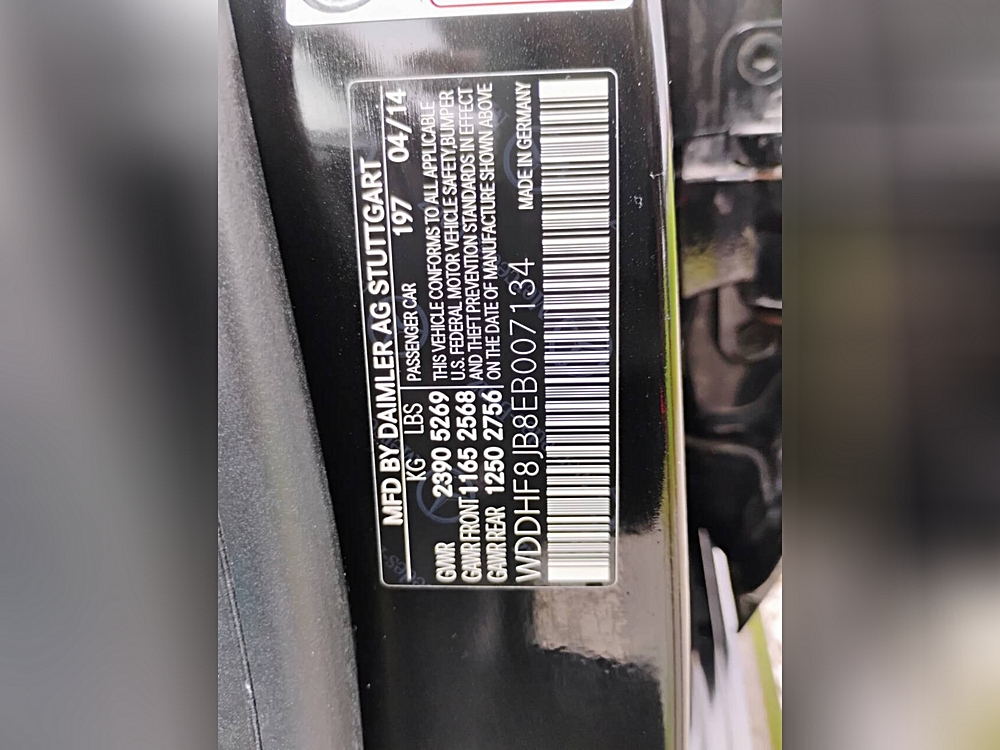 MFD BY DAIMLER AG STUTTGART
KG LBS PASSENGER CAR 197 04/14
GVWR 2390 5269 THIS VEHICLE CONFORMS TO ALL APPLICABLE
U.S. FEDERAL MOTOR VEHICLE SAFETY,BUMPER
GAWR FRONT 1165 2568 AND THEFT PREVENTION STANDARDS IN EFFECT
GAWR REAR 1250 2756 ON THE DATE OF MANUFACTURE SHOWN ABOVE
WDDHF8JB8EB007134 MADE IN GERMANY